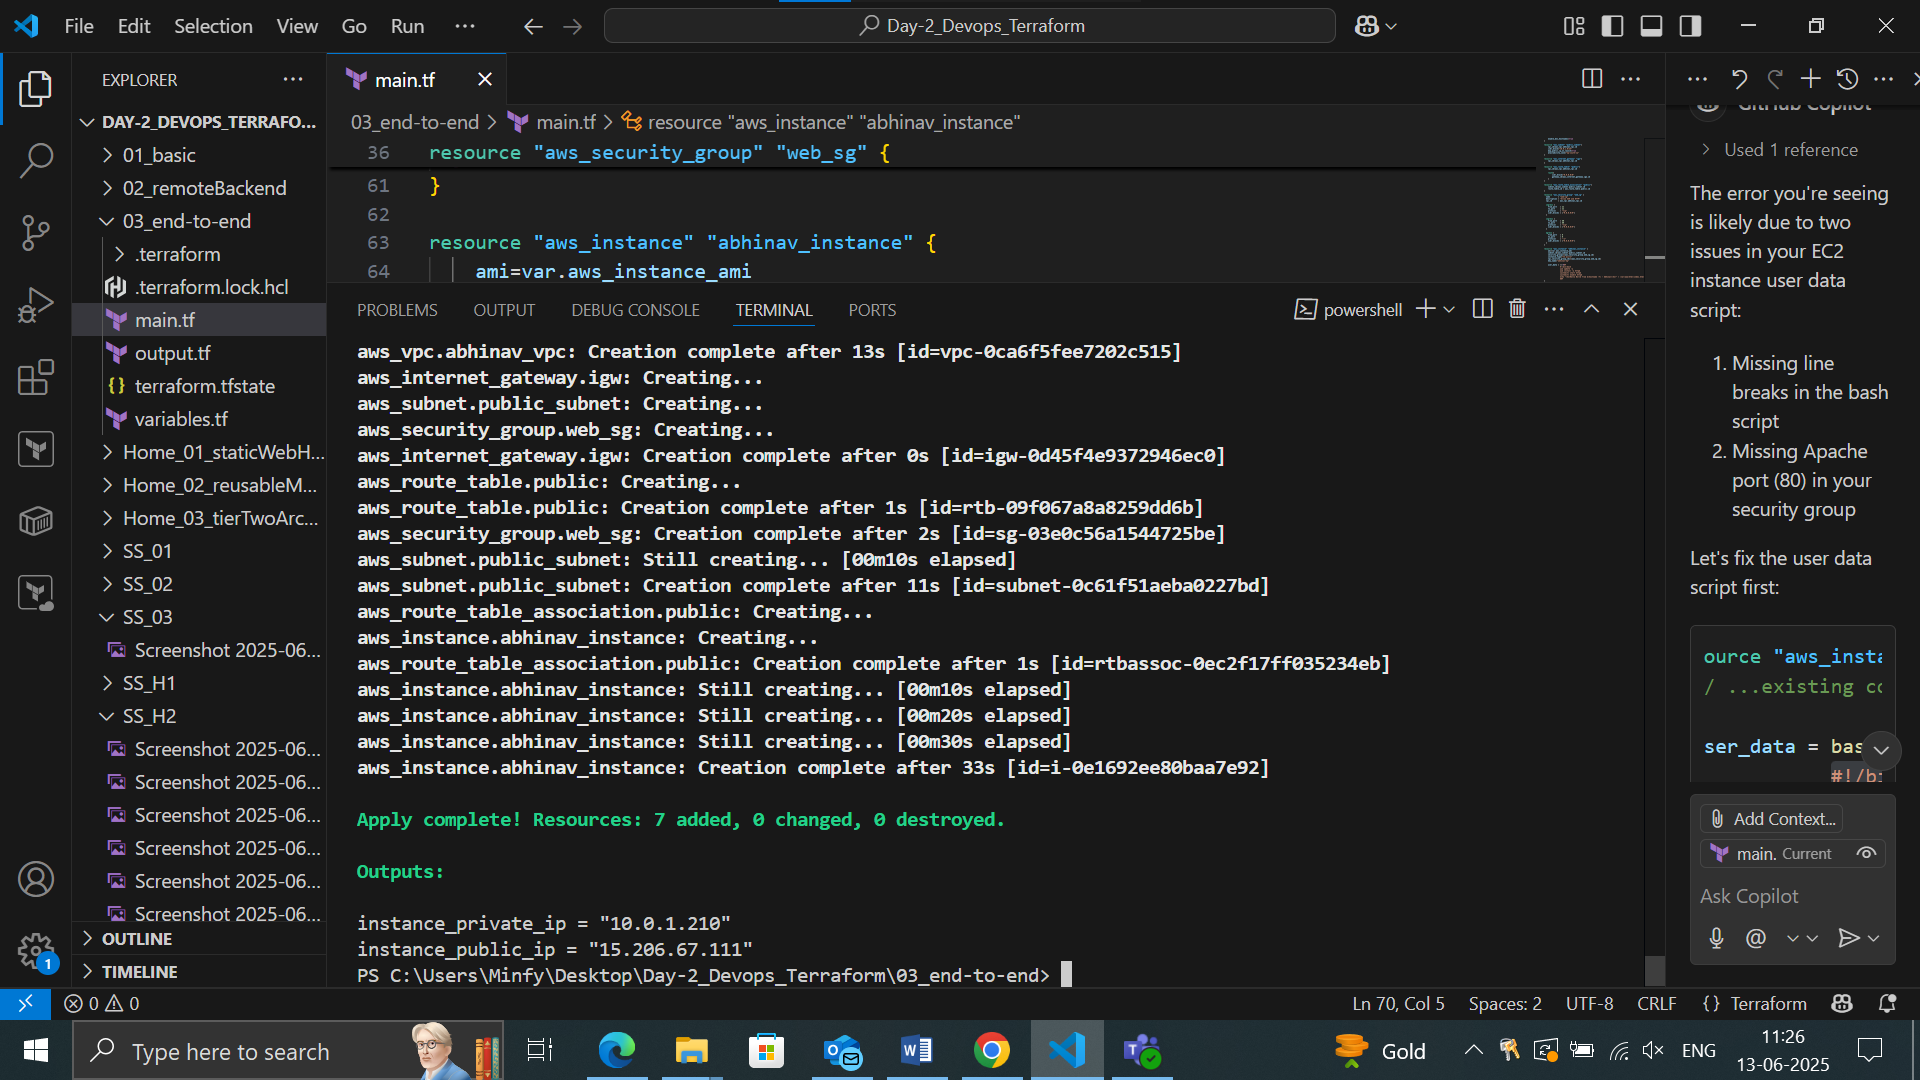 File Edit Selection View Go Run ···
Day-2_Devops_Terraform
EXPLORER
DAY-2_DEVOPS_TERRAFO...
01_basic
02_remoteBackend
03_end-to-end
.terraform
.terraform.lock.hcl
main.tf
output.tf
terraform.tfstate
variables.tf
Home_01_staticWebH...
Home_02_reusableM...
Home_03_tierTwoArc...
SS_01
SS_02
SS_03
Screenshot 2025-06...
SS_H1
SS_H2
Screenshot 2025-06...
Screenshot 2025-06...
Screenshot 2025-06...
Screenshot 2025-06...
Screenshot 2025-06...
Screenshot 2025-06...
OUTLINE
TIMELINE
1
main.tf
03_end-to-end > main.tf > resource "aws_instance" "abhinav_instance"
36 resource "aws_security_group" "web_sg" {
61 }
62
63 resource "aws_instance" "abhinav_instance" {
64 ami=var.aws_instance_ami
PROBLEMS OUTPUT DEBUG CONSOLE TERMINAL PORTS
powershell
aws_vpc.abhinav_vpc: Creation complete after 13s [id=vpc-0ca6f5fee7202c515]
aws_internet_gateway.igw: Creating...
aws_subnet.public_subnet: Creating...
aws_security_group.web_sg: Creating...
aws_internet_gateway.igw: Creation complete after 0s [id=igw-0d45f4e9372946ec0]
aws_route_table.public: Creating...
aws_route_table.public: Creation complete after 1s [id=rtb-09f067a8a8259dd6b]
aws_security_group.web_sg: Creation complete after 2s [id=sg-03e0c56a1544725be]
aws_subnet.public_subnet: Still creating... [00m10s elapsed]
aws_subnet.public_subnet: Creation complete after 11s [id=subnet-0c61f51aeba0227bd]
aws_route_table_association.public: Creating...
aws_instance.abhinav_instance: Creating...
aws_route_table_association.public: Creation complete after 1s [id=rtbassoc-0ec2f17ff035234eb]
aws_instance.abhinav_instance: Still creating... [00m10s elapsed]
aws_instance.abhinav_instance: Still creating... [00m20s elapsed]
aws_instance.abhinav_instance: Still creating... [00m30s elapsed]
aws_instance.abhinav_instance: Creation complete after 33s [id=i-0e1692ee80baa7e92]
Apply complete! Resources: 7 added, 0 changed, 0 destroyed.
Outputs:
instance_private_ip = "10.0.1.210"
instance_public_ip = "15.206.67.111"
PS C:\Users\Minfy\Desktop\Day-2_Devops_Terraform\03_end-to-end>
GitHub Copilot
Used 1 reference
The error you're seeing
is likely due to two
issues in your EC2
instance user data
script:
1. Missing line
breaks in the bash
script
2. Missing Apache
port (80) in your
security group
Let's fix the user data
script first:
ource "aws_insta
/ ...existing co
ser_data = bas
#!/bi
Add Context...
main. Current
Ask Copilot
@
0 0
Ln 70, Col 5 Spaces: 2 UTF-8 CRLF {} Terraform
Type here to search
Gold
ENG
11:26
13-06-2025